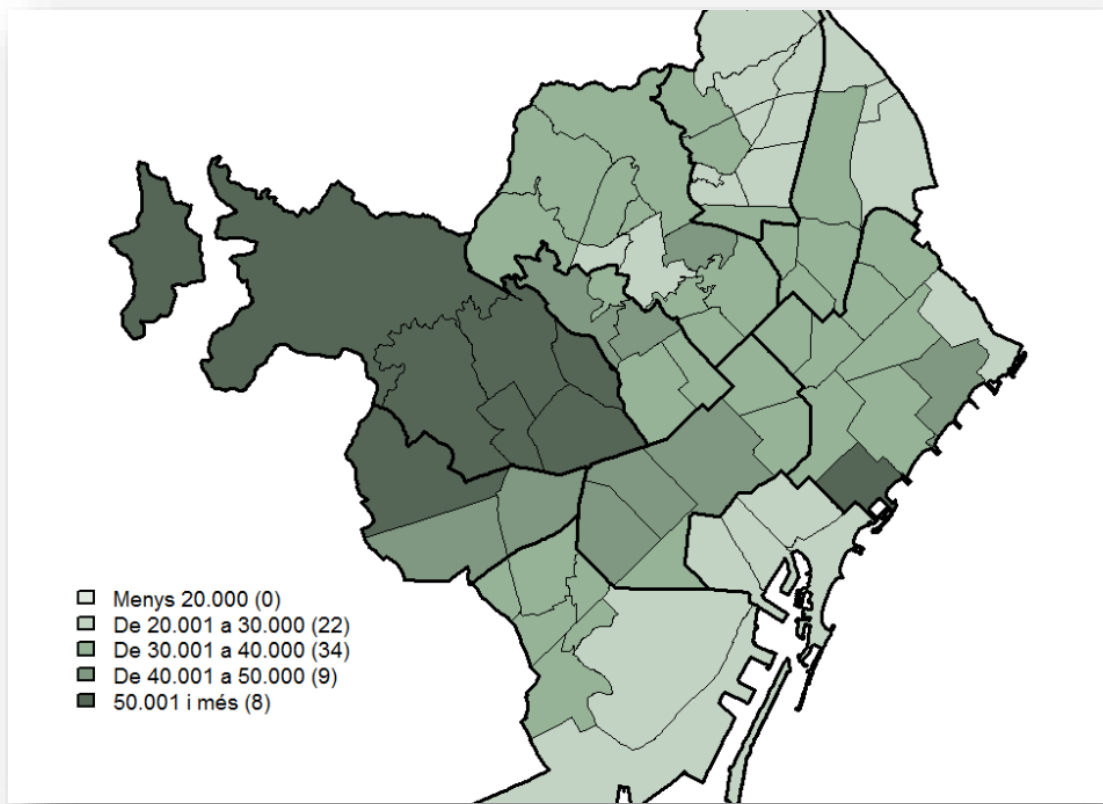 Menys 20.000 (0)
De 20.001 a 30.000 (22)
De 30.001 a 40.000 (34)
De 40.001 a 50.000 (9)
50.001 i més (8)